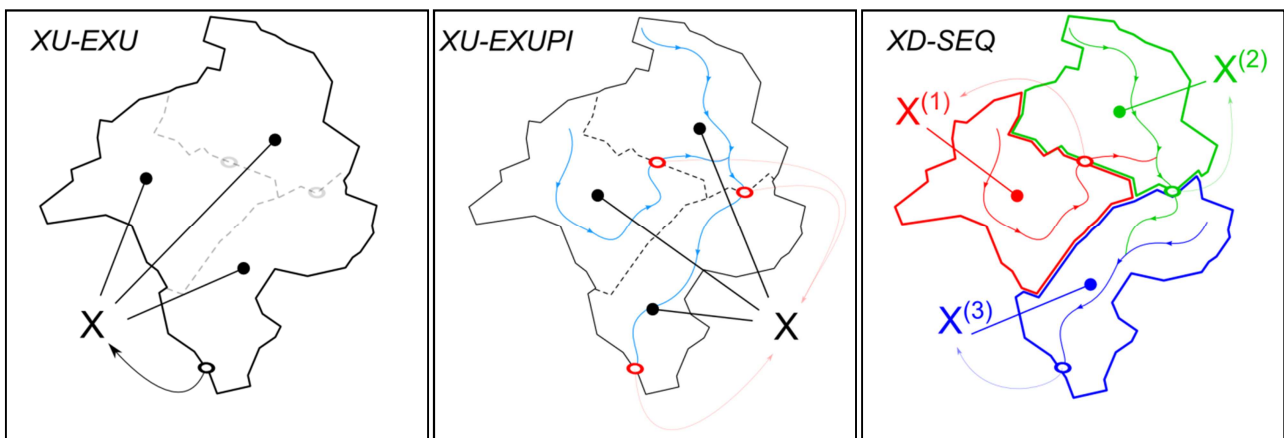 XU-EXU
X
XU-EXUPI
X
XD-SEQ
X(1)
X(2)
X(3)